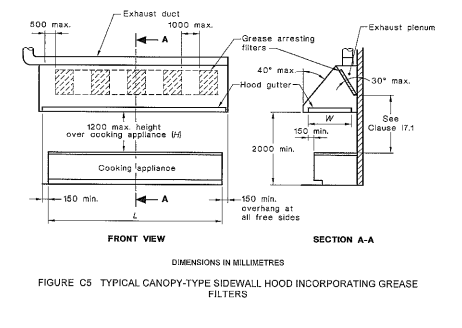 Exhaust duct
500 max.
A
1000 max.
Grease arresting
filters
Exhaust plenum
40° max.
30° max.
Hood gutter
W
See
Clause I7.1
1200 max. height
over cooking appliance (H)
150 min.
2000 min.
Cooking appliance
150 min.
A
150 min.
overhang at
all free sides
L
FRONT VIEW
SECTION A-A
DIMENSIONS IN MILLIMETRES
FIGURE C5 TYPICAL CANOPY-TYPE SIDEWALL HOOD INCORPORATING GREASE
FILTERS